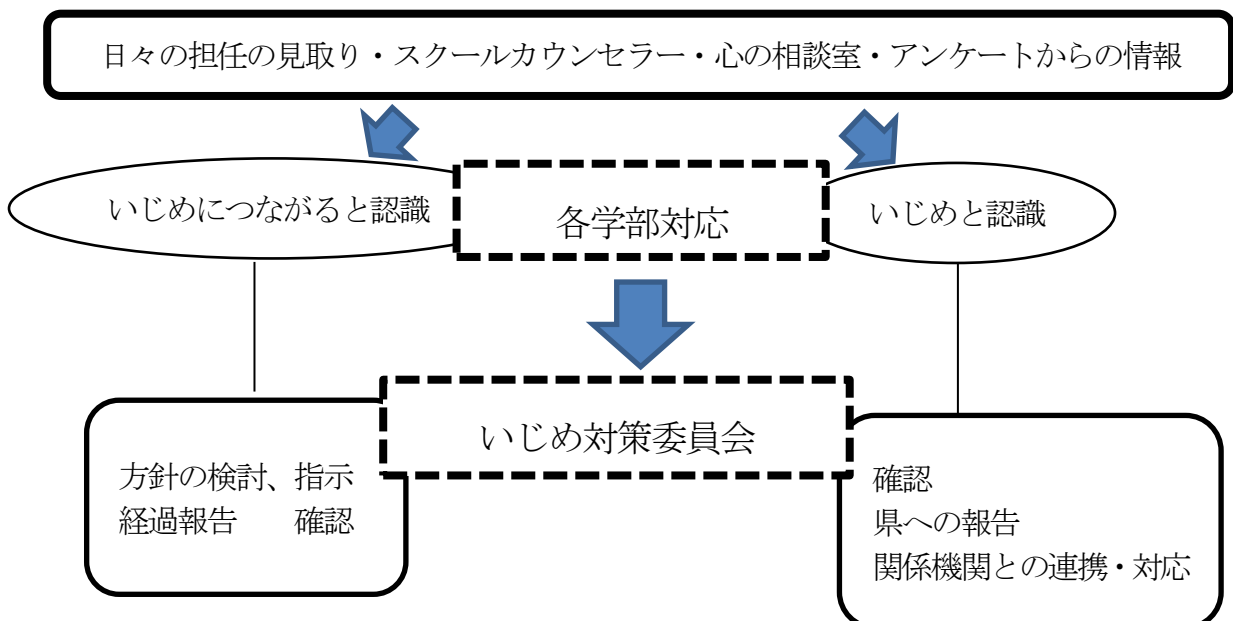 日々の担任の見取り・スクールカウンセラー・心の相談室・アンケートからの情報
いじめにつながると認識
各学部対応
いじめと認識
いじめ対策委員会
方針の検討、指示
経過報告　　確認
確認
県への報告
関係機関との連携・対応